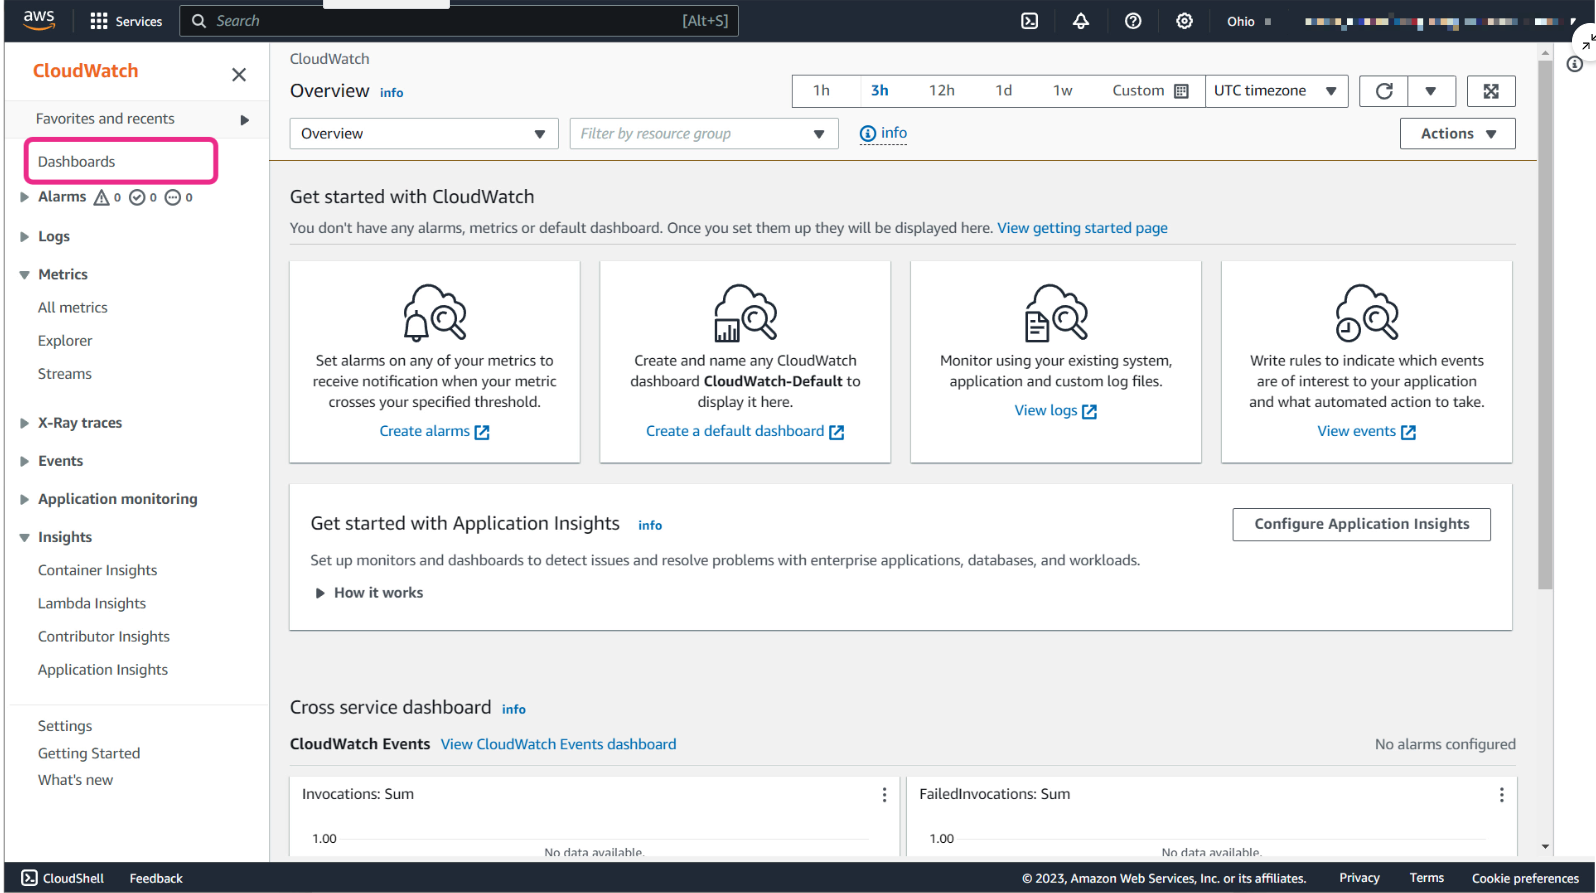 aws
Services
Search
[Alt+S]
Ohio
CloudWatch
Favorites and recents
Dashboards
Alarms 0 0 0
Logs
Metrics
All metrics
Explorer
Streams
X-Ray traces
Events
Application monitoring
Insights
Container Insights
Lambda Insights
Contributor Insights
Application Insights
Settings
Getting Started
What's new
CloudWatch
Overview info
1h 3h 12h 1d 1w Custom UTC timezone
Overview
Filter by resource group
info
Actions
Get started with CloudWatch
You don't have any alarms, metrics or default dashboard. Once you set them up they will be displayed here. View getting started page
Set alarms on any of your metrics to
receive notification when your metric
crosses your specified threshold.
Create alarms
Create and name any CloudWatch
dashboard CloudWatch-Default to
display it here.
Create a default dashboard
Monitor using your existing system,
application and custom log files.
View logs
Write rules to indicate which events
are of interest to your application
and what automated action to take.
View events
Get started with Application Insights info
Configure Application Insights
Set up monitors and dashboards to detect issues and resolve problems with enterprise applications, databases, and workloads.
How it works
Cross service dashboard info
CloudWatch Events View CloudWatch Events dashboard
No alarms configured
Invocations: Sum
1.00
No data available.
FailedInvocations: Sum
1.00
No data available.
CloudShell
Feedback
© 2023, Amazon Web Services, Inc. or its affiliates.
Privacy
Terms
Cookie preferences